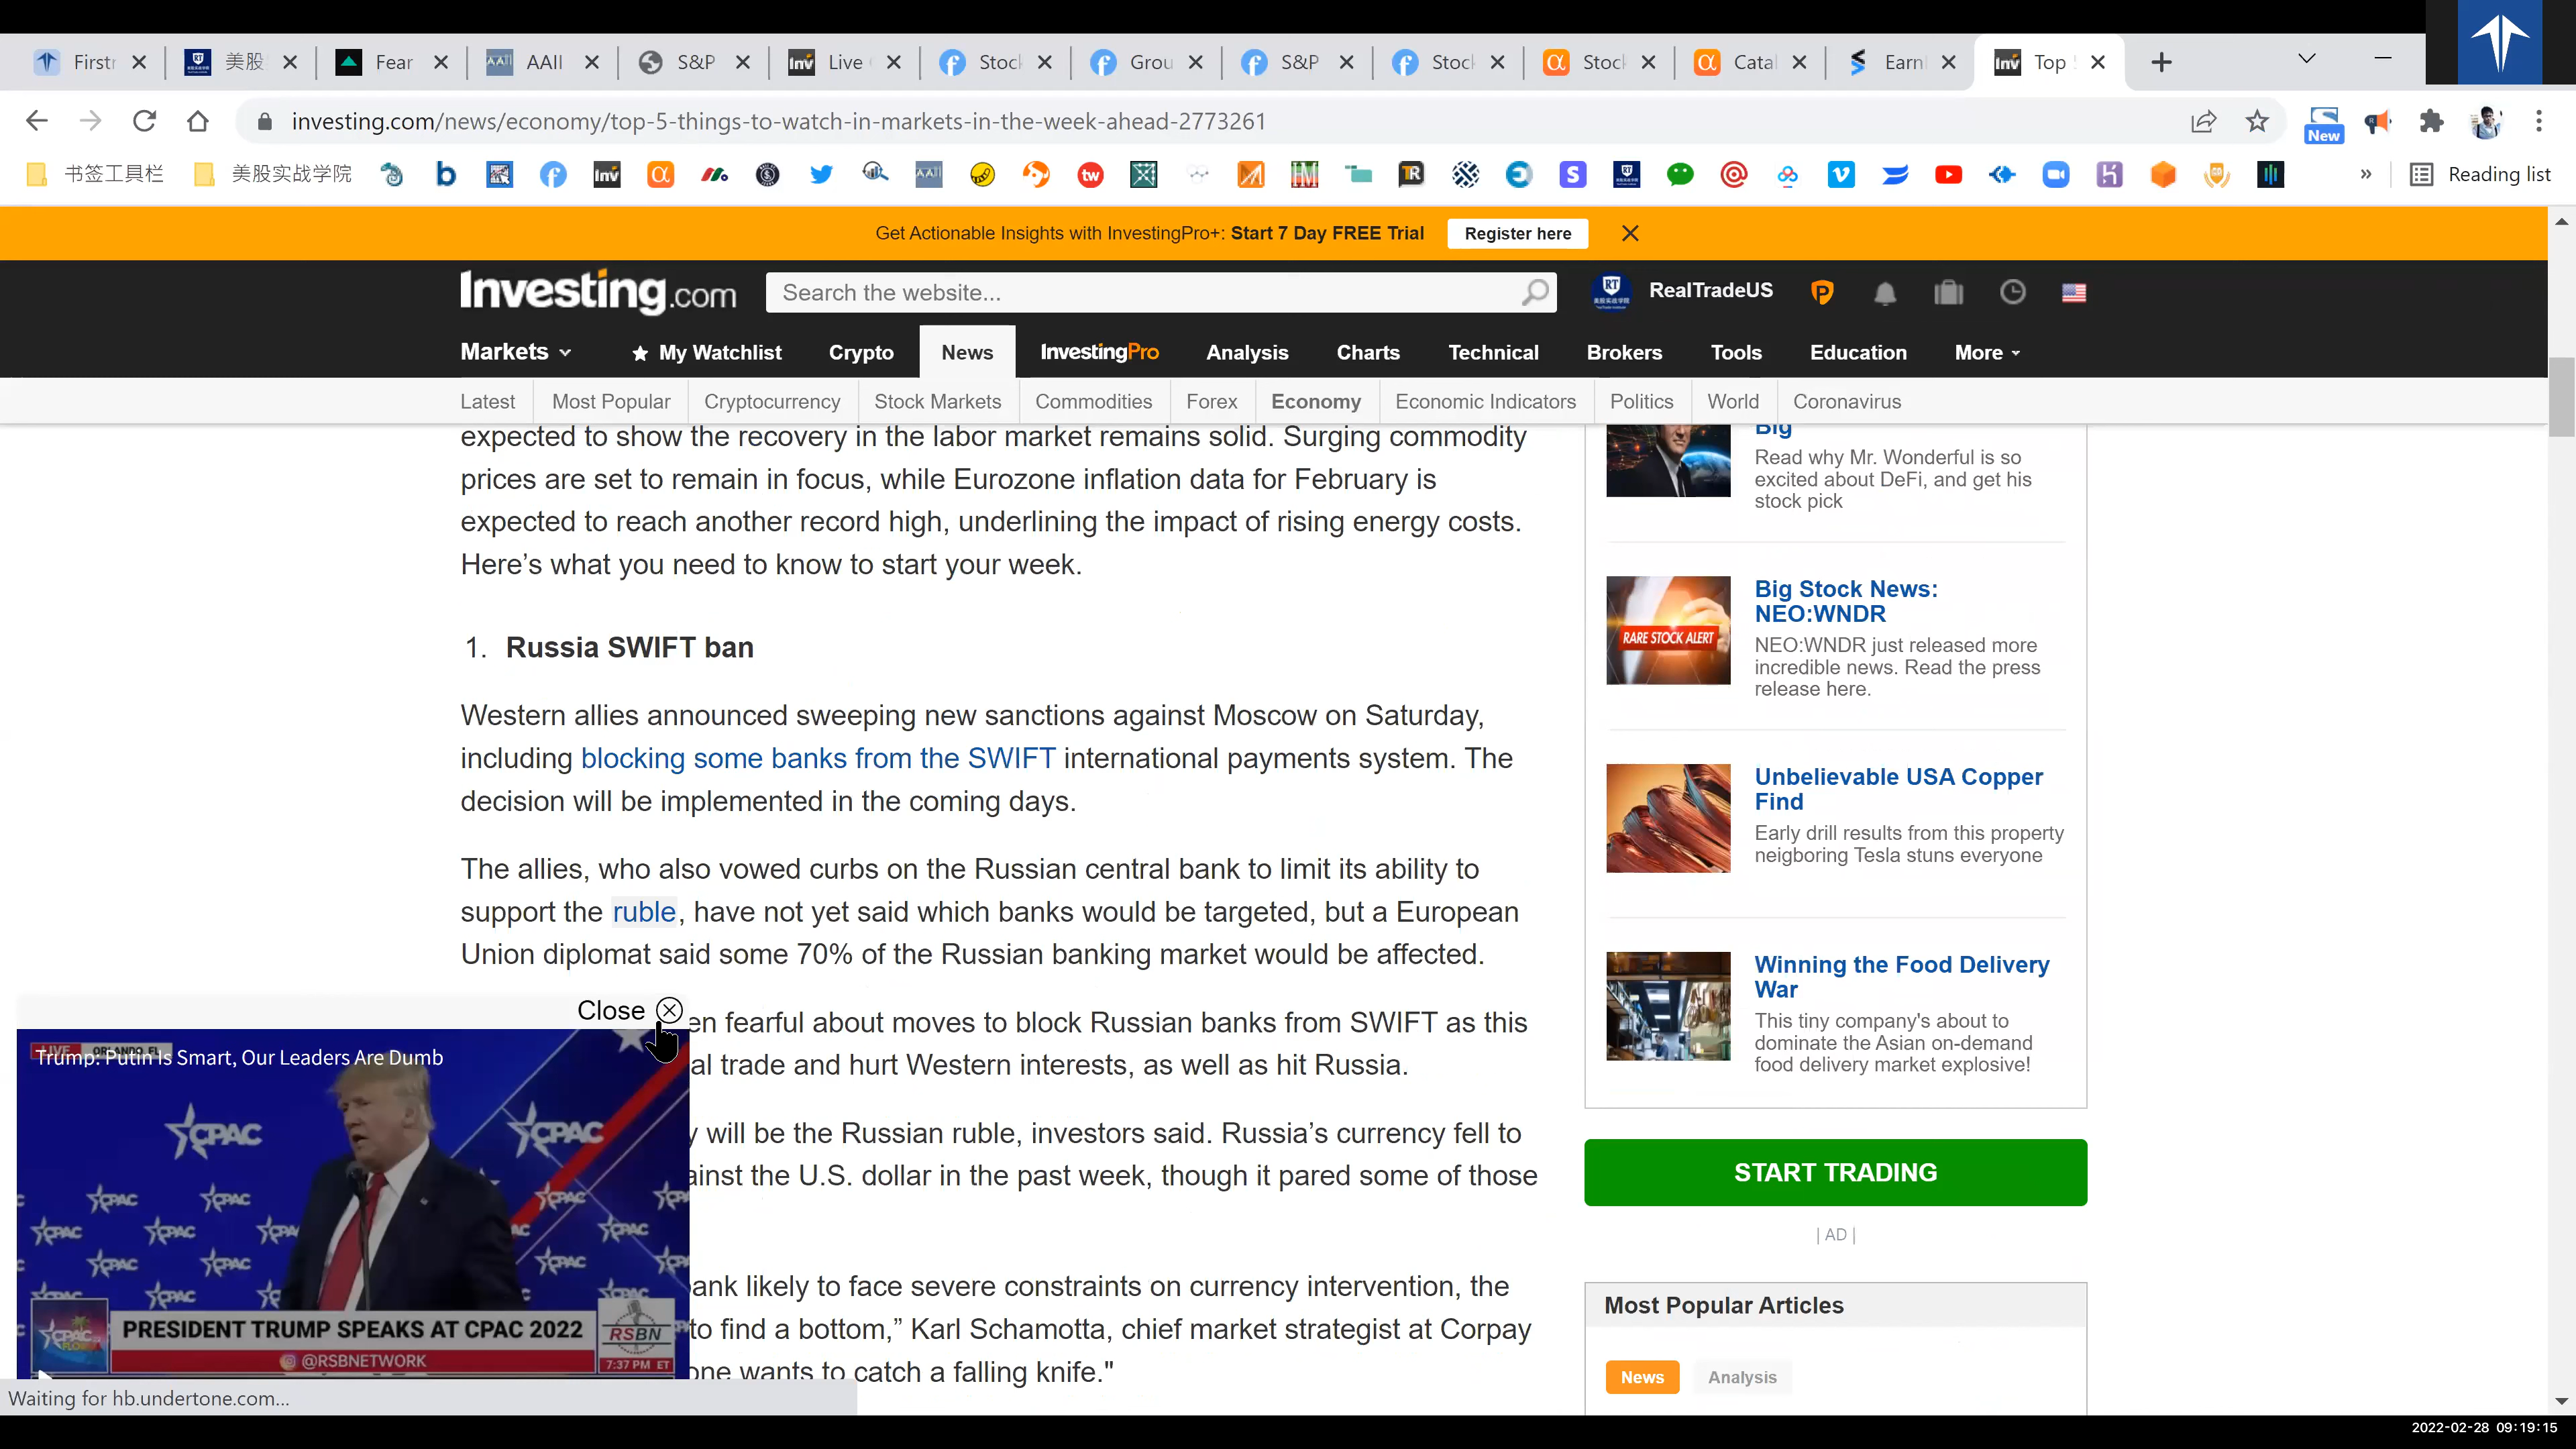 Firstr
美股
Fear
AAII
S&P
Live
Stock
Grou
S&P
Stock
Stock
Catal
EarnI
Top
investing.com/news/economy/top-5-things-to-watch-in-markets-in-the-week-ahead-2773261
New
书签工具栏
美股实战学院
Reading list
Get Actionable Insights with InvestingPro+: Start 7 Day FREE Trial
Register here
Investing.com
Search the website...
RealTradeUS
Markets
My Watchlist
Crypto
News
InvestingPro
Analysis
Charts
Technical
Brokers
Tools
Education
More
Latest
Most Popular
Cryptocurrency
Stock Markets
Commodities
Forex
Economy
Economic Indicators
Politics
World
Coronavirus
expected to show the recovery in the labor market remains solid. Surging commodity
prices are set to remain in focus, while Eurozone inflation data for February is
expected to reach another record high, underlining the impact of rising energy costs.
Here’s what you need to know to start your week.
1. Russia SWIFT ban
Western allies announced sweeping new sanctions against Moscow on Saturday,
including blocking some banks from the SWIFT international payments system. The
decision will be implemented in the coming days.
The allies, who also vowed curbs on the Russian central bank to limit its ability to
support the ruble, have not yet said which banks would be targeted, but a European
Union diplomat said some 70% of the Russian banking market would be affected.
en fearful about moves to block Russian banks from SWIFT as this
al trade and hurt Western interests, as well as hit Russia.
will be the Russian ruble, investors said. Russia’s currency fell to
ainst the U.S. dollar in the past week, though it pared some of those
ank likely to face severe constraints on currency intervention, the
to find a bottom,” Karl Schamotta, chief market strategist at Corpay
one wants to catch a falling knife."
Close
Trump: Putin Is Smart, Our Leaders Are Dumb
LIVE ORLANDO, FL
CPAC
CPAC
PRESIDENT TRUMP SPEAKS AT CPAC 2022
@RSBNETWORK
RSBN
7:37 PM ET
Waiting for hb.undertone.com...
Big
Read why Mr. Wonderful is so
excited about DeFi, and get his
stock pick
RARE STOCK ALERT
Big Stock News:
NEO:WNDR
NEO:WNDR just released more
incredible news. Read the press
release here.
Unbelievable USA Copper
Find
Early drill results from this property
neigboring Tesla stuns everyone
Winning the Food Delivery
War
This tiny company's about to
dominate the Asian on-demand
food delivery market explosive!
START TRADING
| AD |
Most Popular Articles
News
Analysis
2022-02-28 09:19:15